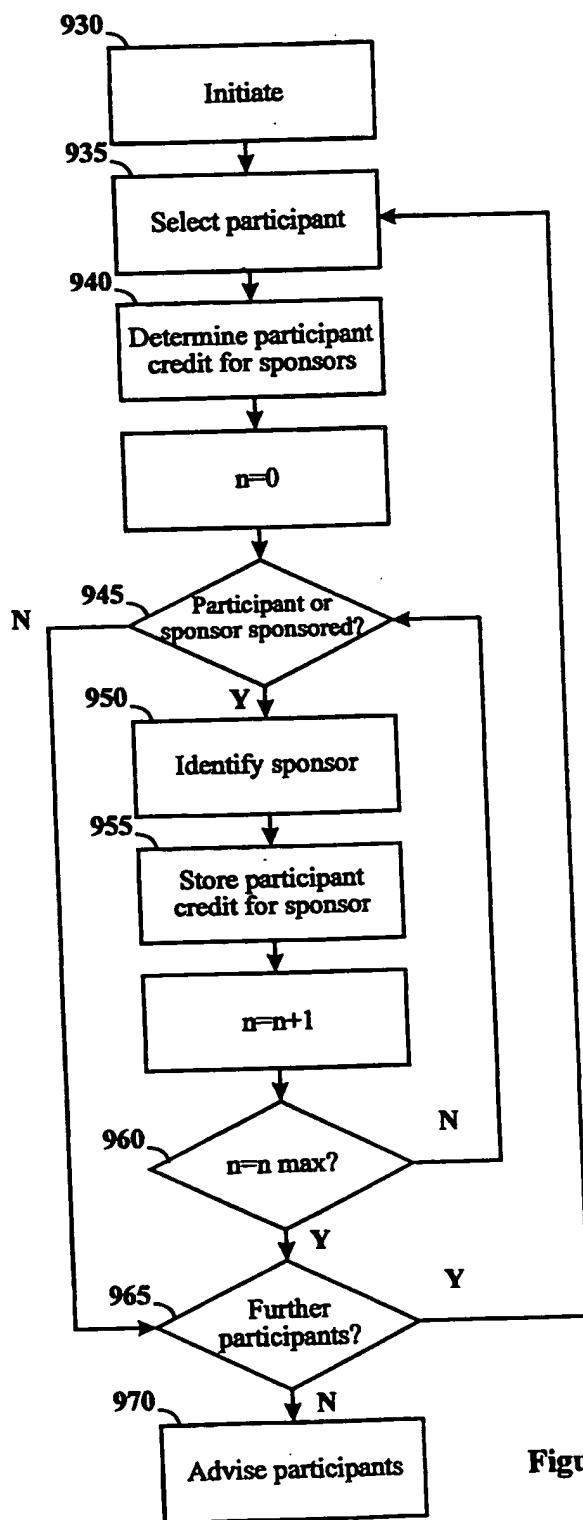 930
Initiate
935
Select participant
940
Determine participant
credit for sponsors
n=0
945
N
Participant or
sponsor sponsored?
Y
950
Identify sponsor
955
Store participant
credit for sponsor
n=n+1
960
N
n=n max?
Y
965
Y
Further
participants?
N
970
Advise participants
Figu